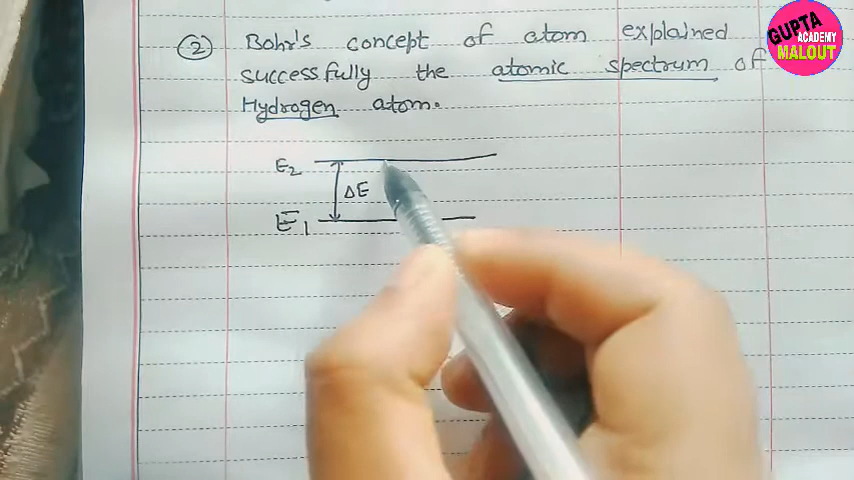 GUPTA
ACADEMY
MALOUT
② Bohr's concept of atom explained
successfully the atomic spectrum of
Hydrogen atom.
E₂
ΔE
E₁